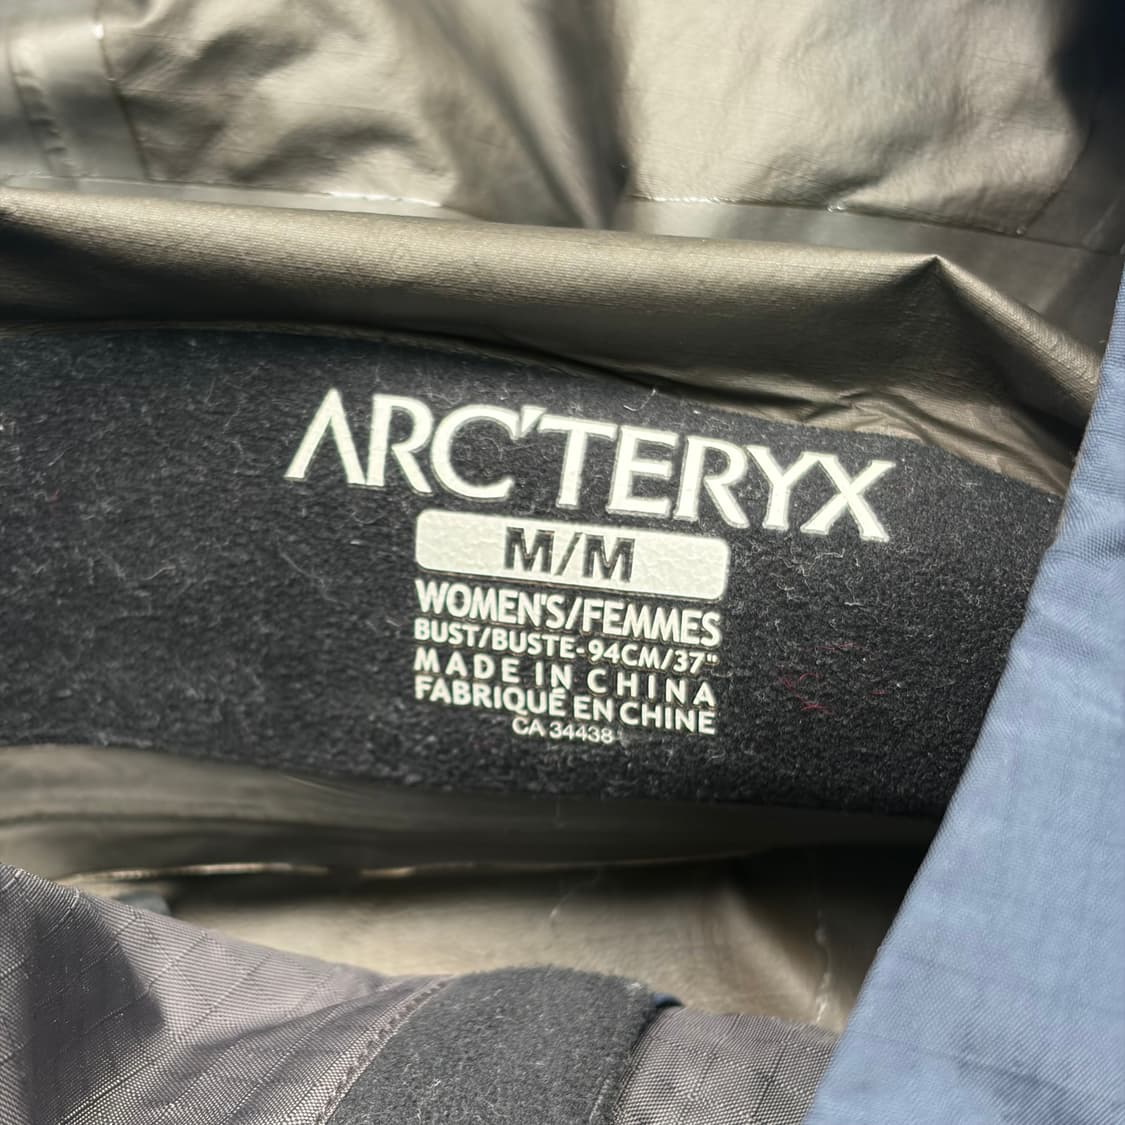 ARC'TERYX
M/M
WOMEN'S/FEMMES
BUST/BUSTE-94CM/37"
MADE IN CHINA
FABRIQUÉ EN CHINE
CA 34438